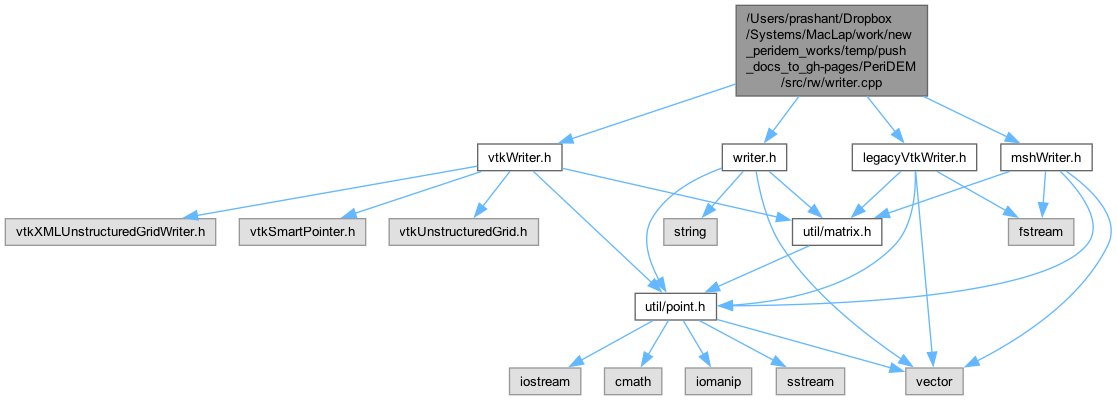 /Users/prashant/Dropbox
/Systems/MacLap/work/new
_peridem_works/temp/push
_docs_to_gh-pages/PeriDEM
/src/rw/writer.cpp
vtkWriter.h
writer.h
legacyVtkWriter.h
mshWriter.h
vtkXMLUnstructuredGridWriter.h
vtkSmartPointer.h
vtkUnstructuredGrid.h
string
util/matrix.h
fstream
util/point.h
iostream
cmath
iomanip
sstream
vector